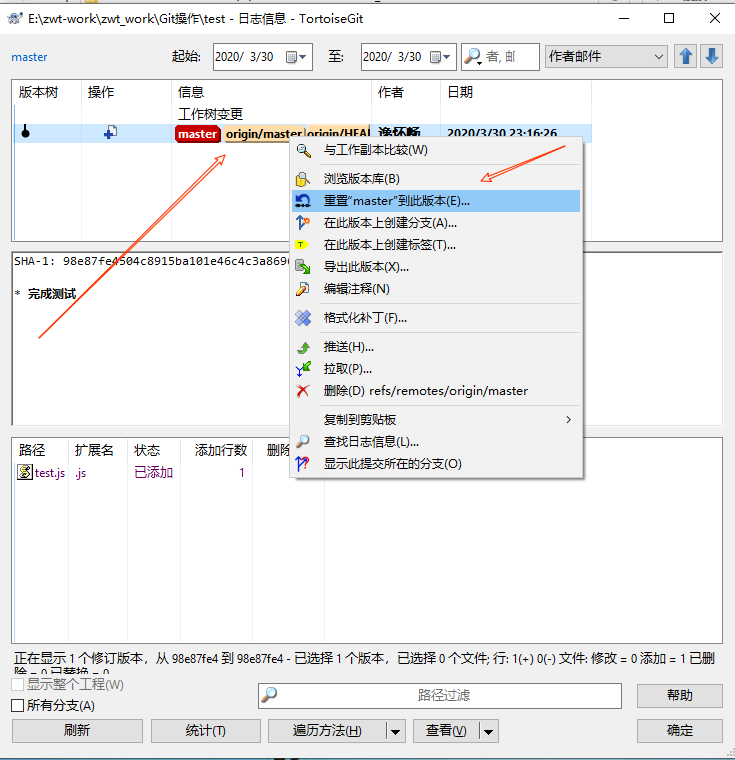 E:\zwt-work\zwt_work\Git操作\test - 日志信息 - TortoiseGit
master 起始: 2020/ 3/30 至: 2020/ 3/30 者, 邮 作者邮件
版本树 操作 信息 作者 日期
工作树变更
master origin/master origin/HEAD 逸怀殇 2020/3/30 23:16:26
与工作副本比较(W)
浏览版本库(B)
重置“master”到此版本(E)...
在此版本上创建分支(A)...
在此版本上创建标签(T)...
导出此版本(X)...
编辑注释(N)
格式化补丁(F)...
推送(H)...
拉取(P)...
删除(D) refs/remotes/origin/master
复制到剪贴板
查找日志信息(L)...
显示此提交所在的分支(O)
SHA-1: 98e87fe4504c8915ba101e46c4c3a869
* 完成测试
路径 扩展名 状态 添加行数 删除
test.js .js 已添加 1
正在显示 1 个修订版本，从 98e87fe4 到 98e87fe4 - 已选择 1 个版本，已选择 0 个文件; 行: 1(+) 0(-) 文件: 修改 = 0 添加 = 1 已删
除 = 0 已替换 = 0
显示整个工程(W)
路径过滤 帮助
所有分支(A)
刷新 统计(T) 遍历方法(H) 查看(V) 确定